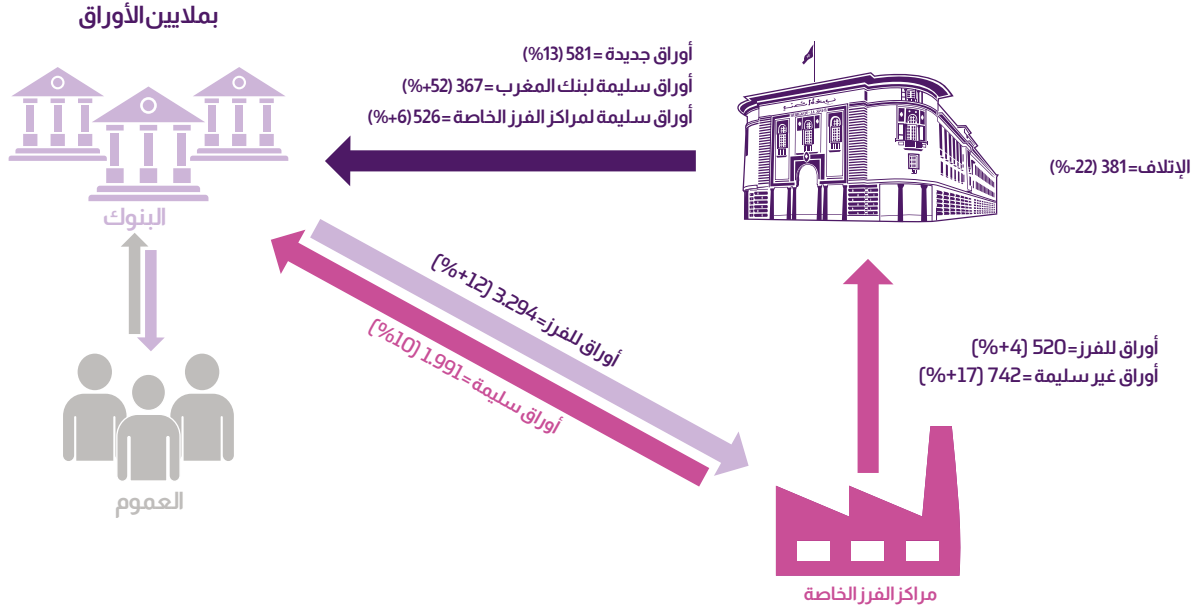 بملايين الأوراق
أوراق جديدة = 581 (13%)
أوراق سليمة لبنك المغرب = 367 (52+%)
أوراق سليمة لمراكز الفرز الخاصة = 526 (6+%)
الإتلاف = 381 (22-%)
البنوك
أوراق للفرز = 3.294 (12+%)
أوراق سليمة = 1.991 (10%)
أوراق للفرز = 520 (4+%)
أوراق غير سليمة = 742 (17+%)
العموم
مراكز الفرز الخاصة